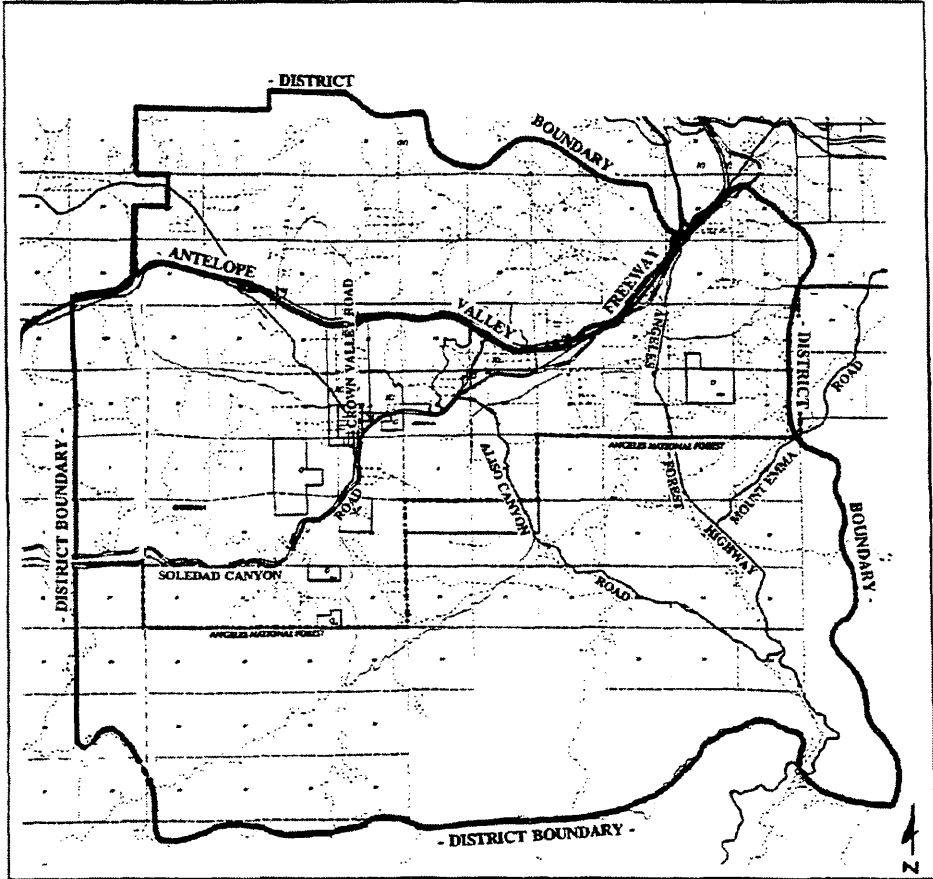 - DISTRICT
BOUNDARY
ANTELOPE
VALLEY
FREEWAY
CROWN VALLEY ROAD
ANGELES
- DISTRICT
ROAD
ANGELES NATIONAL FOREST
MOUNT EMMA
- DISTRICT BOUNDARY -
ROAD
ALISO CANYON
FOREST
HIGHWAY
BOUNDARY -
SOLEDAD CANYON
ROAD
ANGELES NATIONAL FOREST
- DISTRICT BOUNDARY -
N